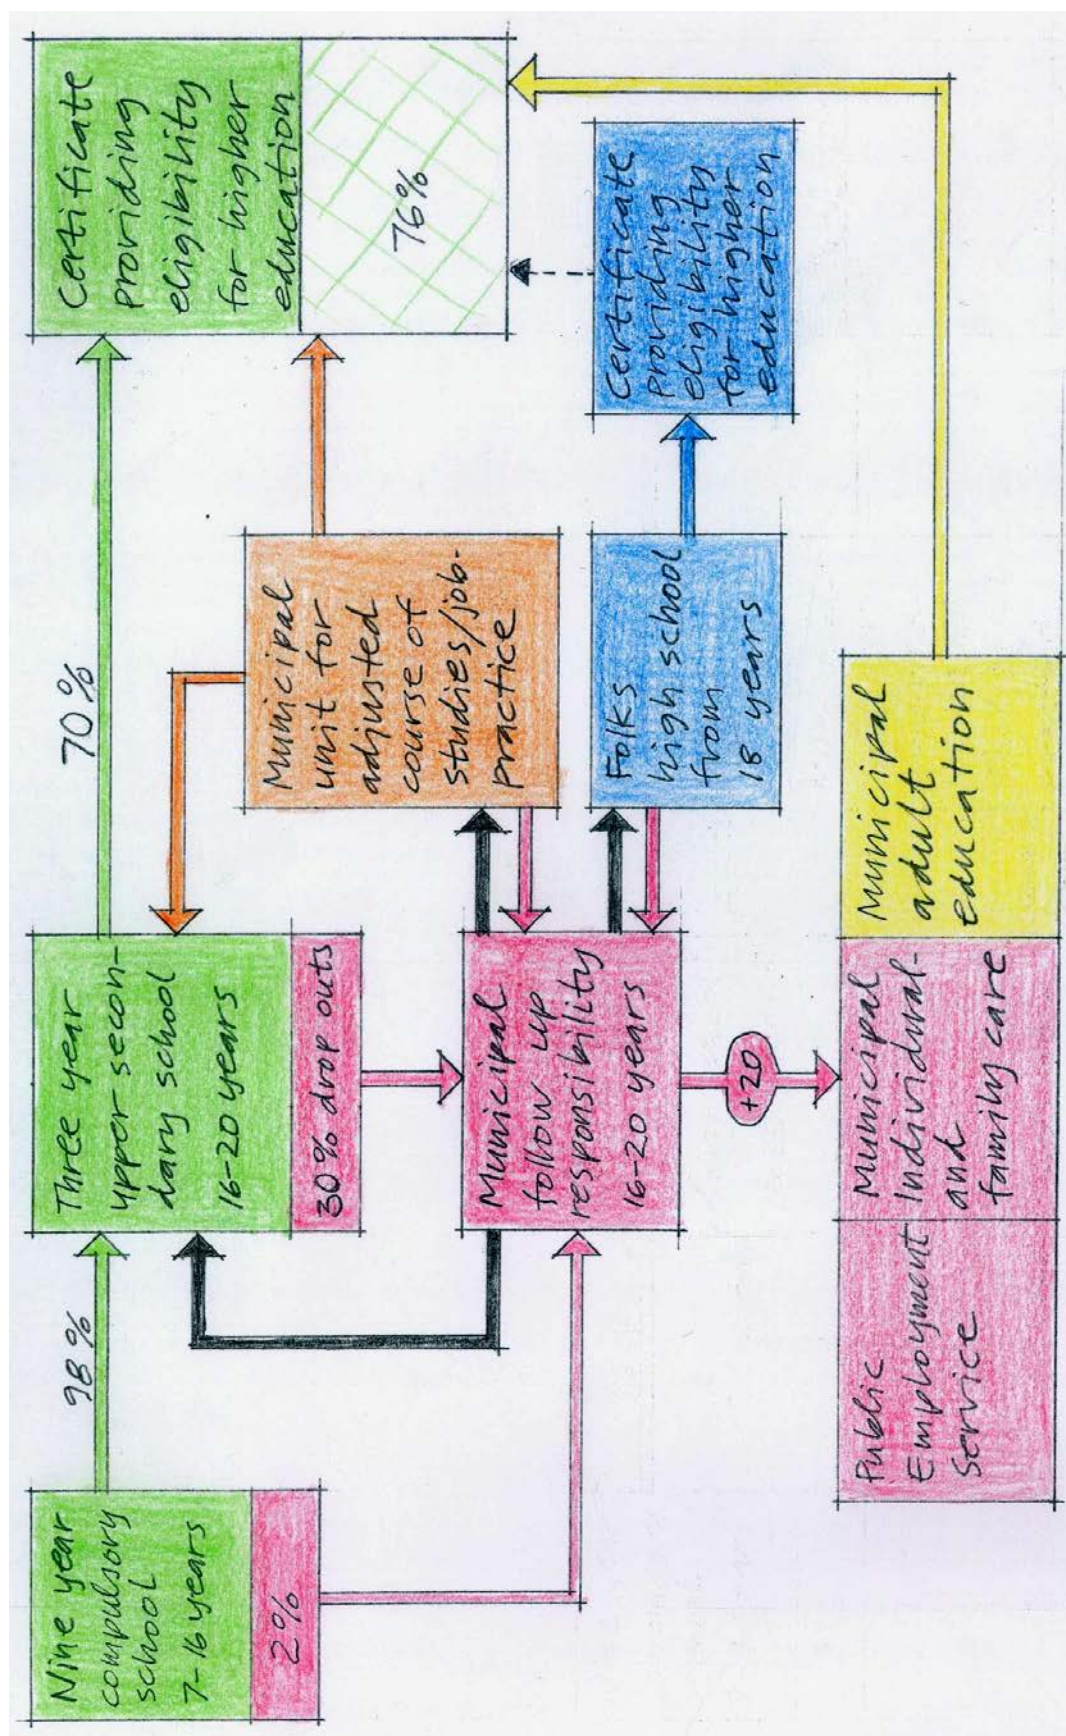 Nine year
compulsory
school
7-16 years
2%
98%
Three year
upper secon-
dary school
16-20 years
30% drop outs
70%
Certificate
providing
eligibility
for higher
education
76%
Municipal
unit for
adjusted
course of
studies/job-
practice
Municipal
follow up
responsibility
16-20 years
Folks
high school
from
18 years
Certificate
providing
eligibility
for higher
education
+20
Public
Employment
Service
Municipal
Individural-
and
family care
Municipal
adult
education